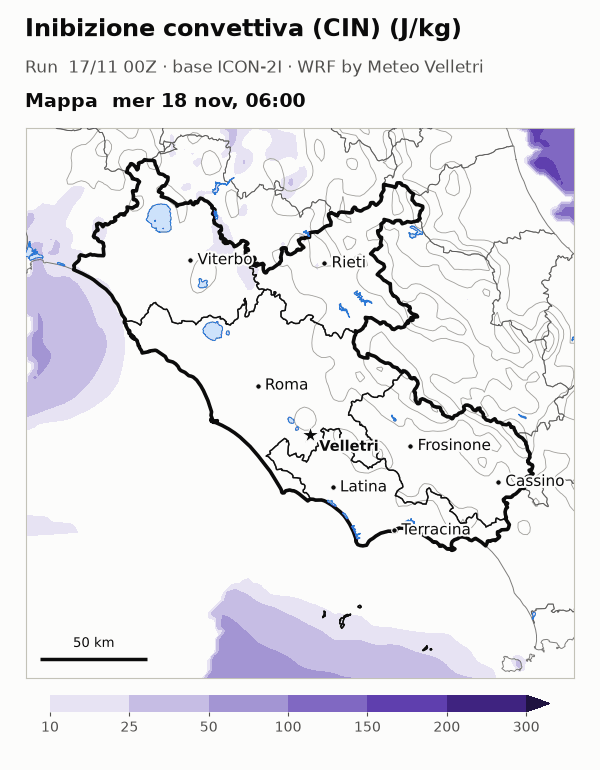 Inibizione convettiva (CIN) (J/kg)
Run  17/11 00Z · base ICON-2I · WRF by Meteo Velletri
Mappa  mer 18 nov, 06:00
Viterbo
Rieti
Roma
Velletri
Frosinone
Latina
Cassino
Terracina
50 km
10 25 50 100 150 200 300